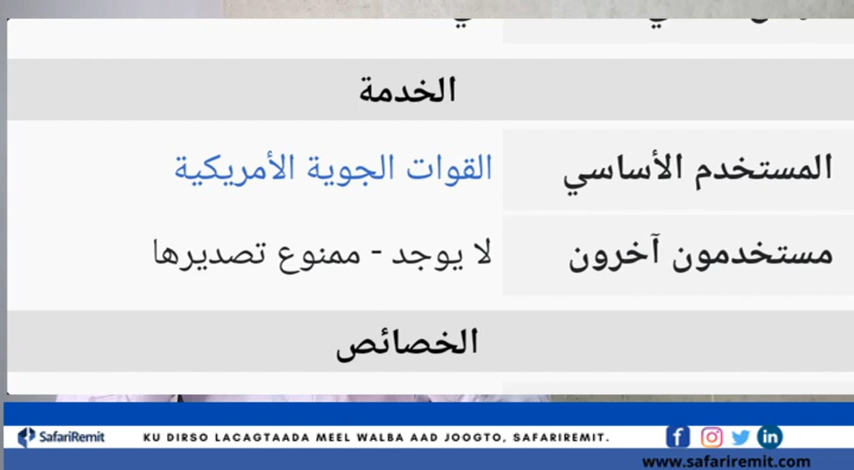 الخدمة
المستخدم الأساسي القوات الجوية الأمريكية
مستخدمون آخرون لا يوجد - ممنوع تصديرها
الخصائص
SafariRemit KU DIRSO LACAGTAADA MEEL WALBA AAD JOOGTO, SAFARIREMIT.
www.safariremit.com